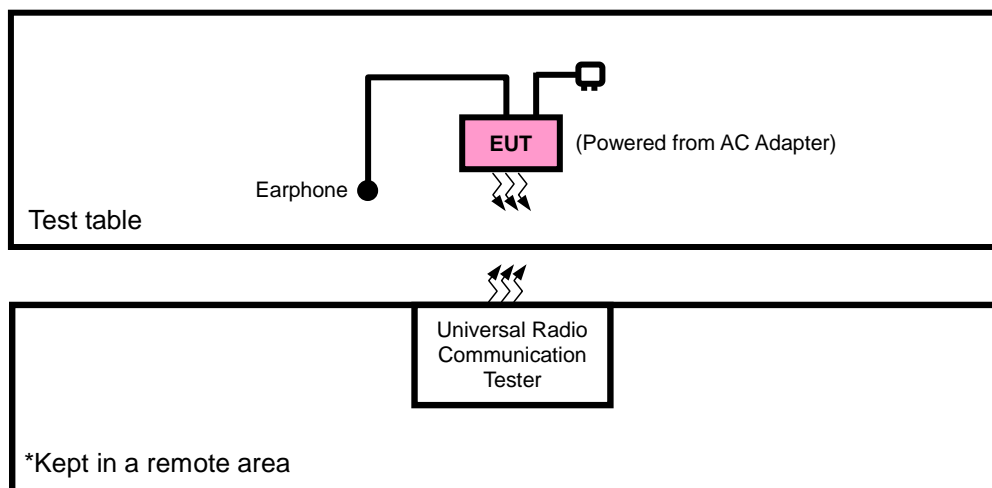 EUT
(Powered from AC Adapter)
Earphone
Test table
Universal Radio
Communication
Tester
*Kept in a remote area